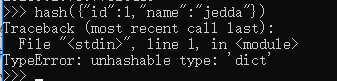 >>> hash({"id":1,"name":"jedda"})
Traceback (most recent call last):
  File "<stdin>", line 1, in <module>
TypeError: unhashable type: 'dict'
>>>